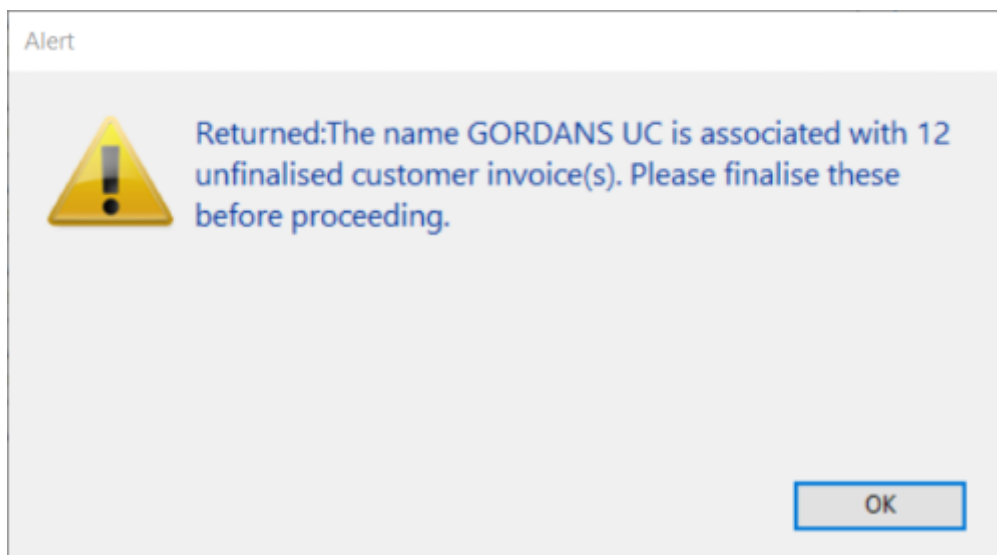 Alert
Returned:The name GORDANS UC is associated with 12
unfinalised customer invoice(s). Please finalise these
before proceeding.
OK